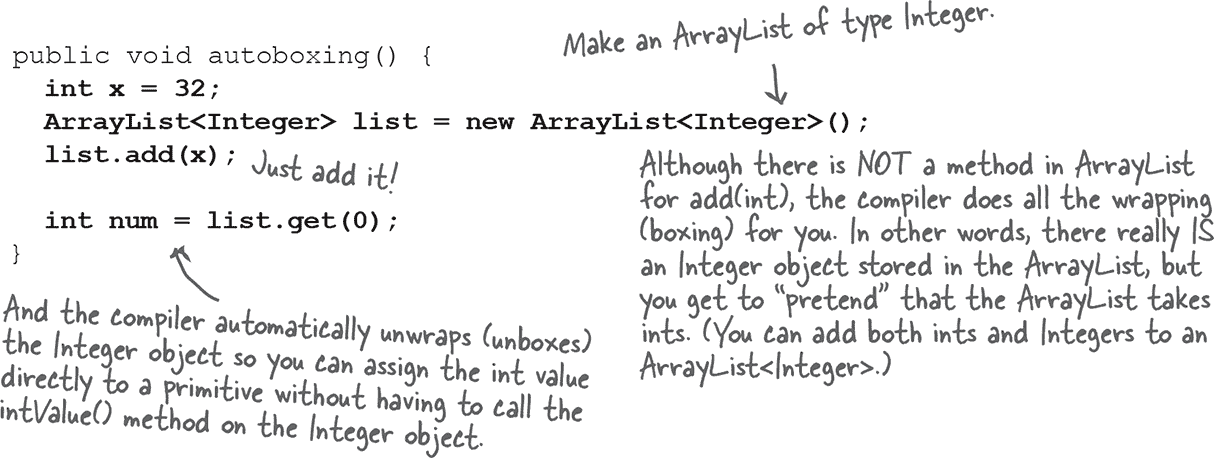 Make an ArrayList of type Integer.
public void autoboxing() {
int x = 32;
ArrayList<Integer> list = new ArrayList<Integer>();
list.add(x);
Just add it!
int num = list.get(0);
}
Although there is NOT a method in ArrayList
for add(int), the compiler does all the wrapping
(boxing) for you. In other words, there really IS
an Integer object stored in the ArrayList, but
you get to “pretend” that the ArrayList takes
ints. (You can add both ints and Integers to an
ArrayList<Integer>.)
And the compiler automatically unwraps (unboxes)
the Integer object so you can assign the int value
directly to a primitive without having to call the
intValue() method on the Integer object.